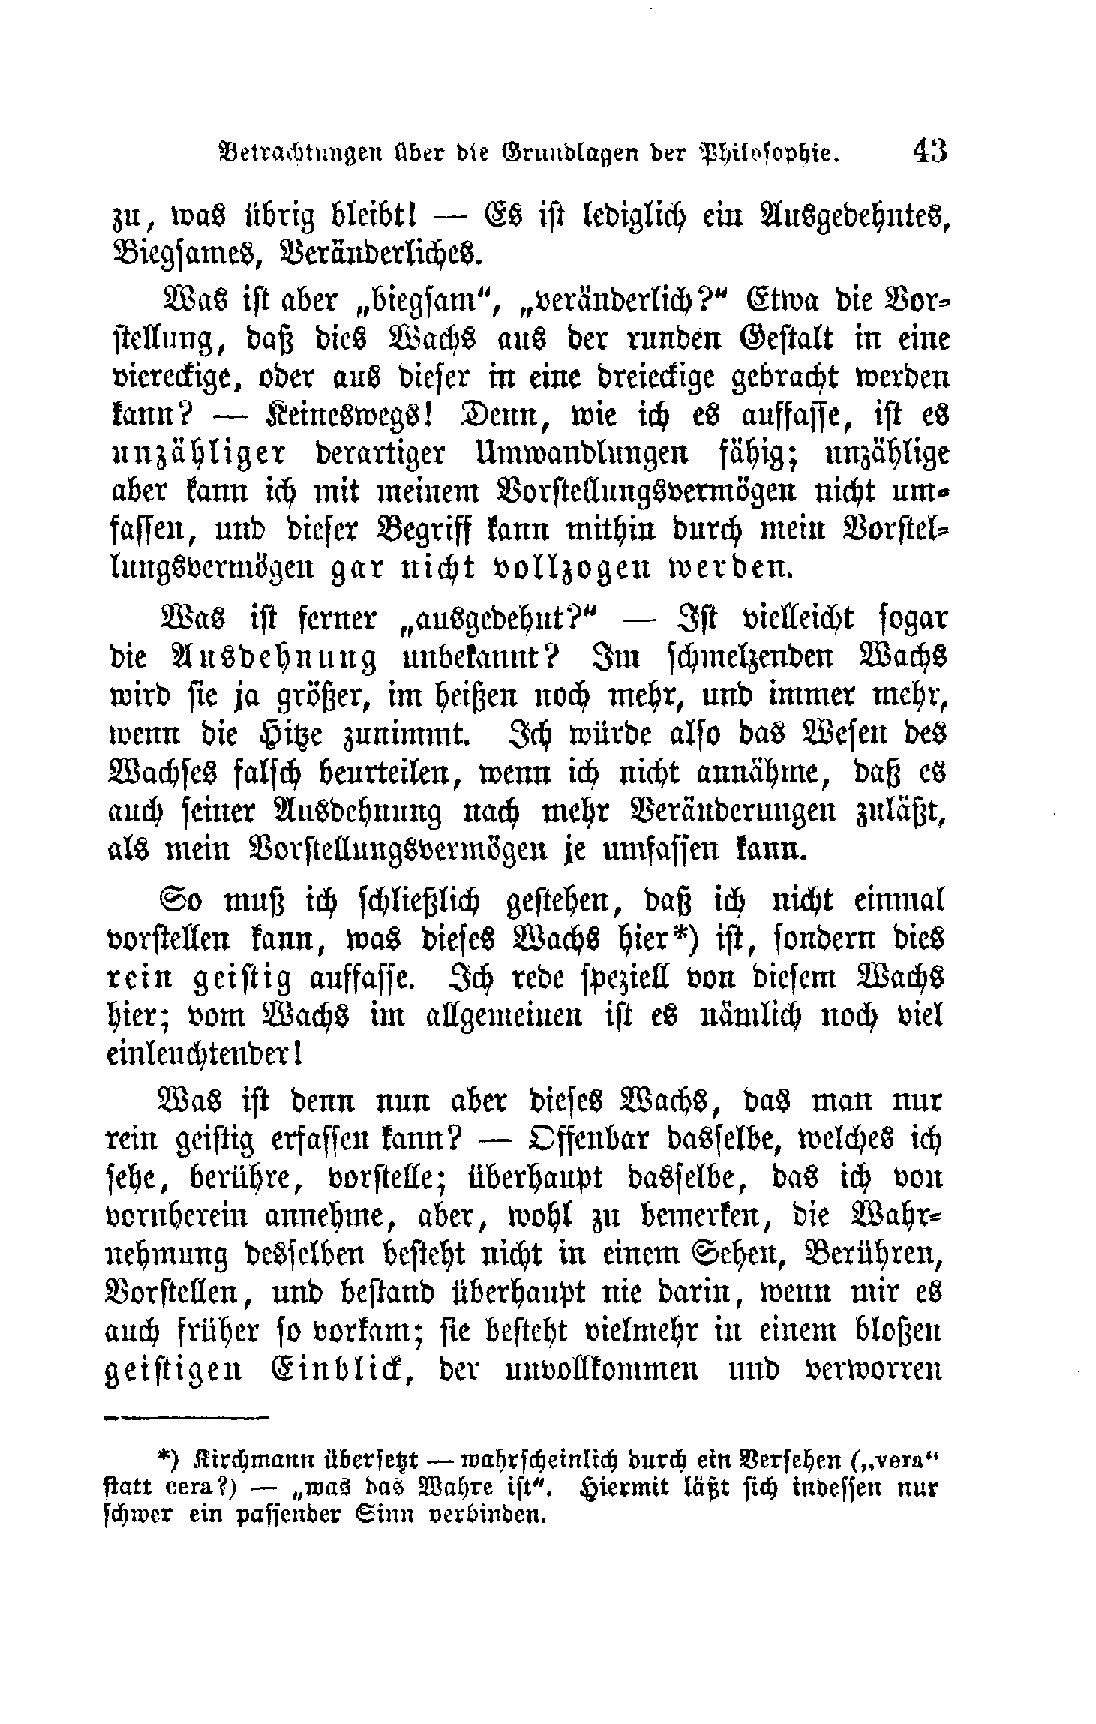 Betrachtungen über die Grundlagen der Philosophie. 43
zu, was übrig bleibt! — Es ist lediglich ein Ausgedehntes,
Biegsames, Veränderliches.
Was ist aber „biegsam“, „veränderlich?“ Etwa die Vor-
stellung, daß dies Wachs aus der runden Gestalt in eine
viereckige, oder aus dieser in eine dreieckige gebracht werden
kann? — Keineswegs! Denn, wie ich es auffasse, ist es
unzähliger derartiger Umwandlungen fähig; unzählige
aber kann ich mit meinem Vorstellungsvermögen nicht um-
fassen, und dieser Begriff kann mithin durch mein Vorstel-
lungsvermögen gar nicht vollzogen werden.
Was ist ferner „ausgedehnt?“ — Ist vielleicht sogar
die Ausdehnung unbekannt? Im schmelzenden Wachs
wird sie ja größer, im heißen noch mehr, und immer mehr,
wenn die Hitze zunimmt. Ich würde also das Wesen des
Wachses falsch beurteilen, wenn ich nicht annähme, daß es
auch seiner Ausdehnung nach mehr Veränderungen zuläßt,
als mein Vorstellungsvermögen je umfassen kann.
So muß ich schließlich gestehen, daß ich nicht einmal
vorstellen kann, was dieses Wachs hier*) ist, sondern dies
rein geistig auffasse. Ich rede speziell von diesem Wachs
hier; vom Wachs im allgemeinen ist es nämlich noch viel
einleuchtender!
Was ist denn nun aber dieses Wachs, das man nur
rein geistig erfassen kann? — Offenbar dasselbe, welches ich
sehe, berühre, vorstelle; überhaupt dasselbe, das ich von
vornherein annehme, aber, wohl zu bemerken, die Wahr-
nehmung desselben besteht nicht in einem Sehen, Berühren,
Vorstellen, und bestand überhaupt nie darin, wenn mir es
auch früher so vorkam; sie besteht vielmehr in einem bloßen
geistigen Einblick, der unvollkommen und verworren
*) Kirchmann übersetzt — wahrscheinlich durch ein Versehen („vera“
statt cera?) — „was das Wahre ist“. Hiermit läßt sich indessen nur
schwer ein passender Sinn verbinden.